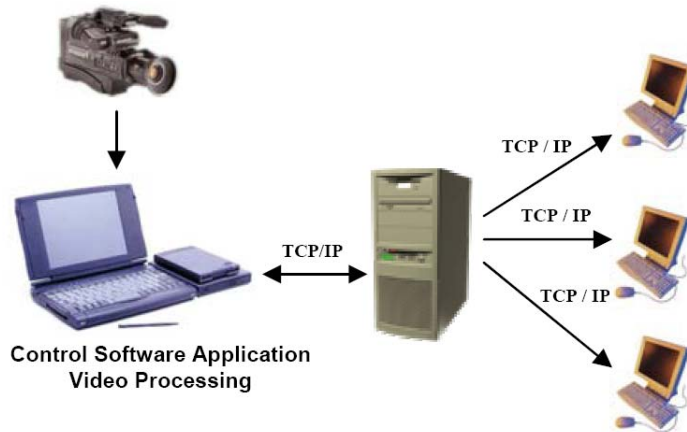 TCP / IP
TCP / IP
TCP/IP
TCP / IP
Control Software Application
Video Processing